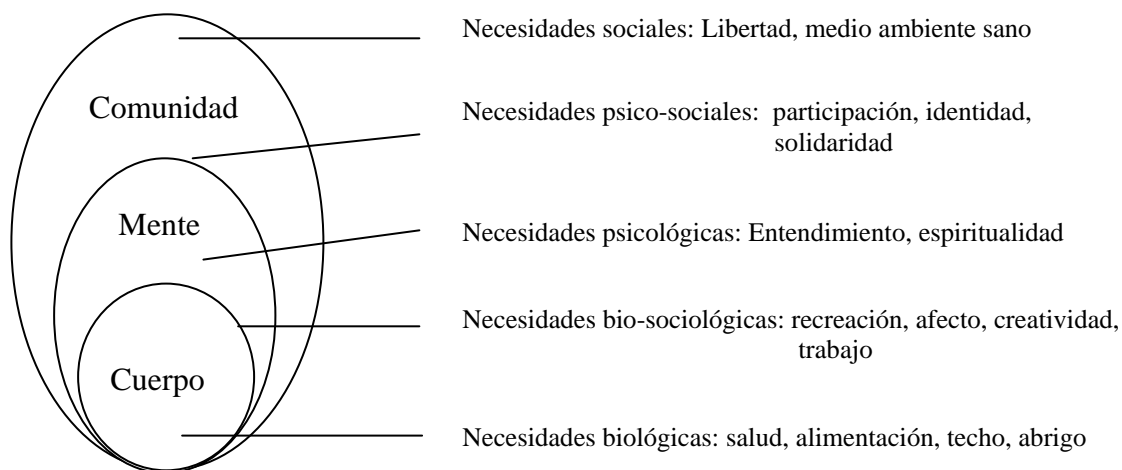 Necesidades sociales: Libertad, medio ambiente sano
Comunidad
Necesidades psico-sociales: participación, identidad,
solidaridad
Mente
Necesidades psicológicas: Entendimiento, espiritualidad
Necesidades bio-sociológicas: recreación, afecto, creatividad,
trabajo
Cuerpo
Necesidades biológicas: salud, alimentación, techo, abrigo